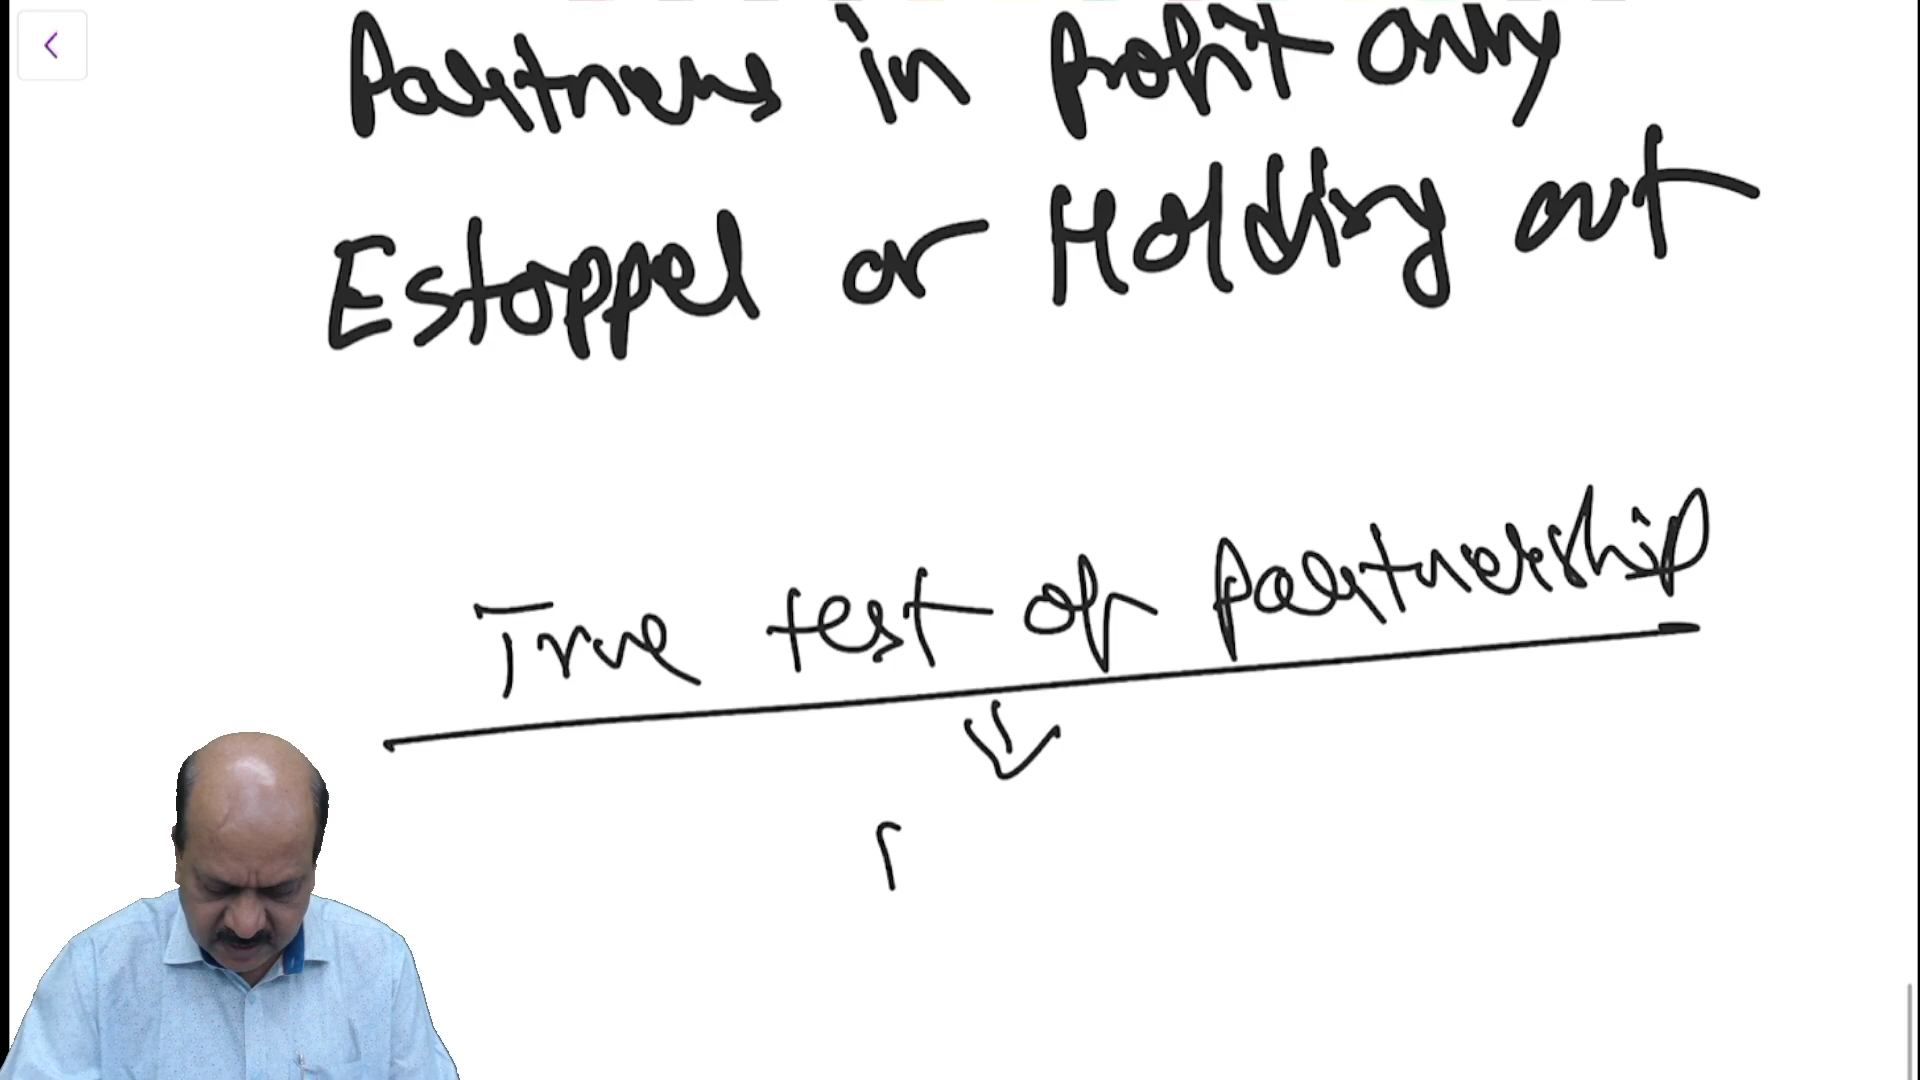 Partners in Profit only
Estoppel or Holding out
True test of Partnership